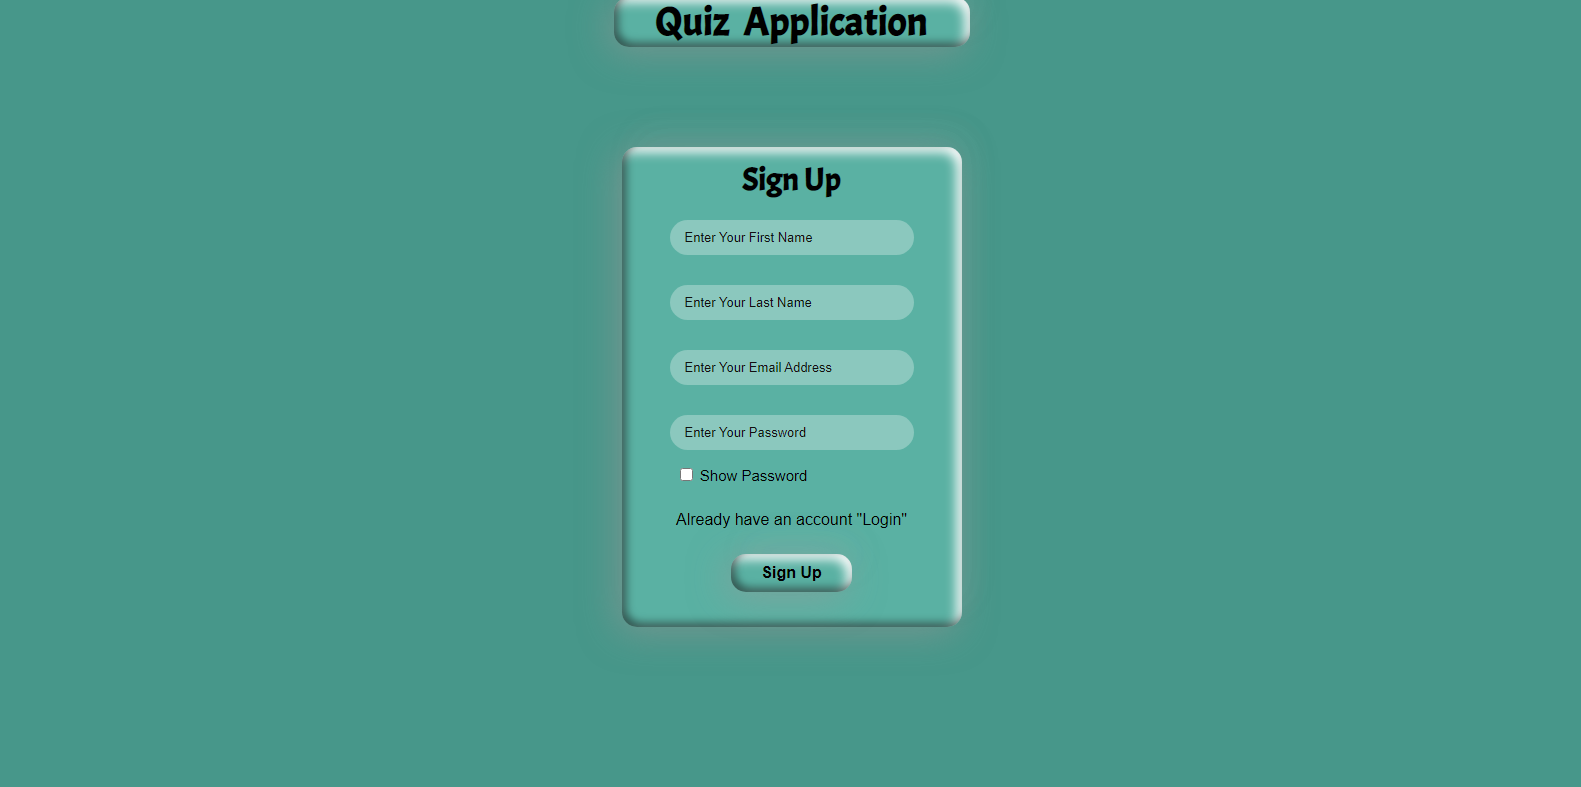 Quiz Application
Sign Up
Enter Your First Name
Enter Your Last Name
Enter Your Email Address
Enter Your Password
Show Password
Already have an account "Login"
Sign Up